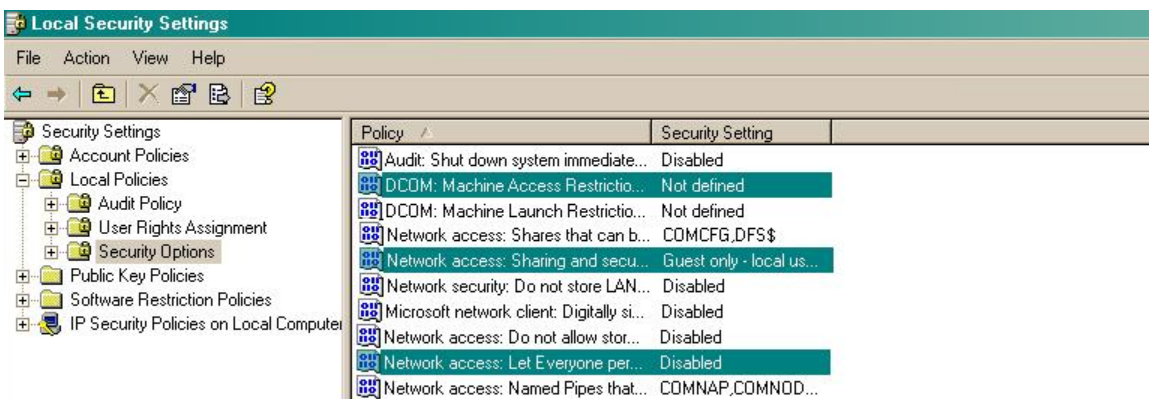 Local Security Settings
File Action View Help
Security Settings
Account Policies
Local Policies
Audit Policy
User Rights Assignment
Security Options
Public Key Policies
Software Restriction Policies
IP Security Policies on Local Computer
Policy Security Setting
Audit: Shut down system immediate... Disabled
DCOM: Machine Access Restrictio... Not defined
DCOM: Machine Launch Restrictio... Not defined
Network access: Shares that can b... COMCFG,DFS$
Network access: Sharing and secu... Guest only - local us...
Network security: Do not store LAN... Disabled
Microsoft network client: Digitally si... Disabled
Network access: Do not allow stor... Disabled
Network access: Let Everyone per... Disabled
Network access: Named Pipes that... COMNAP,COMNOD...